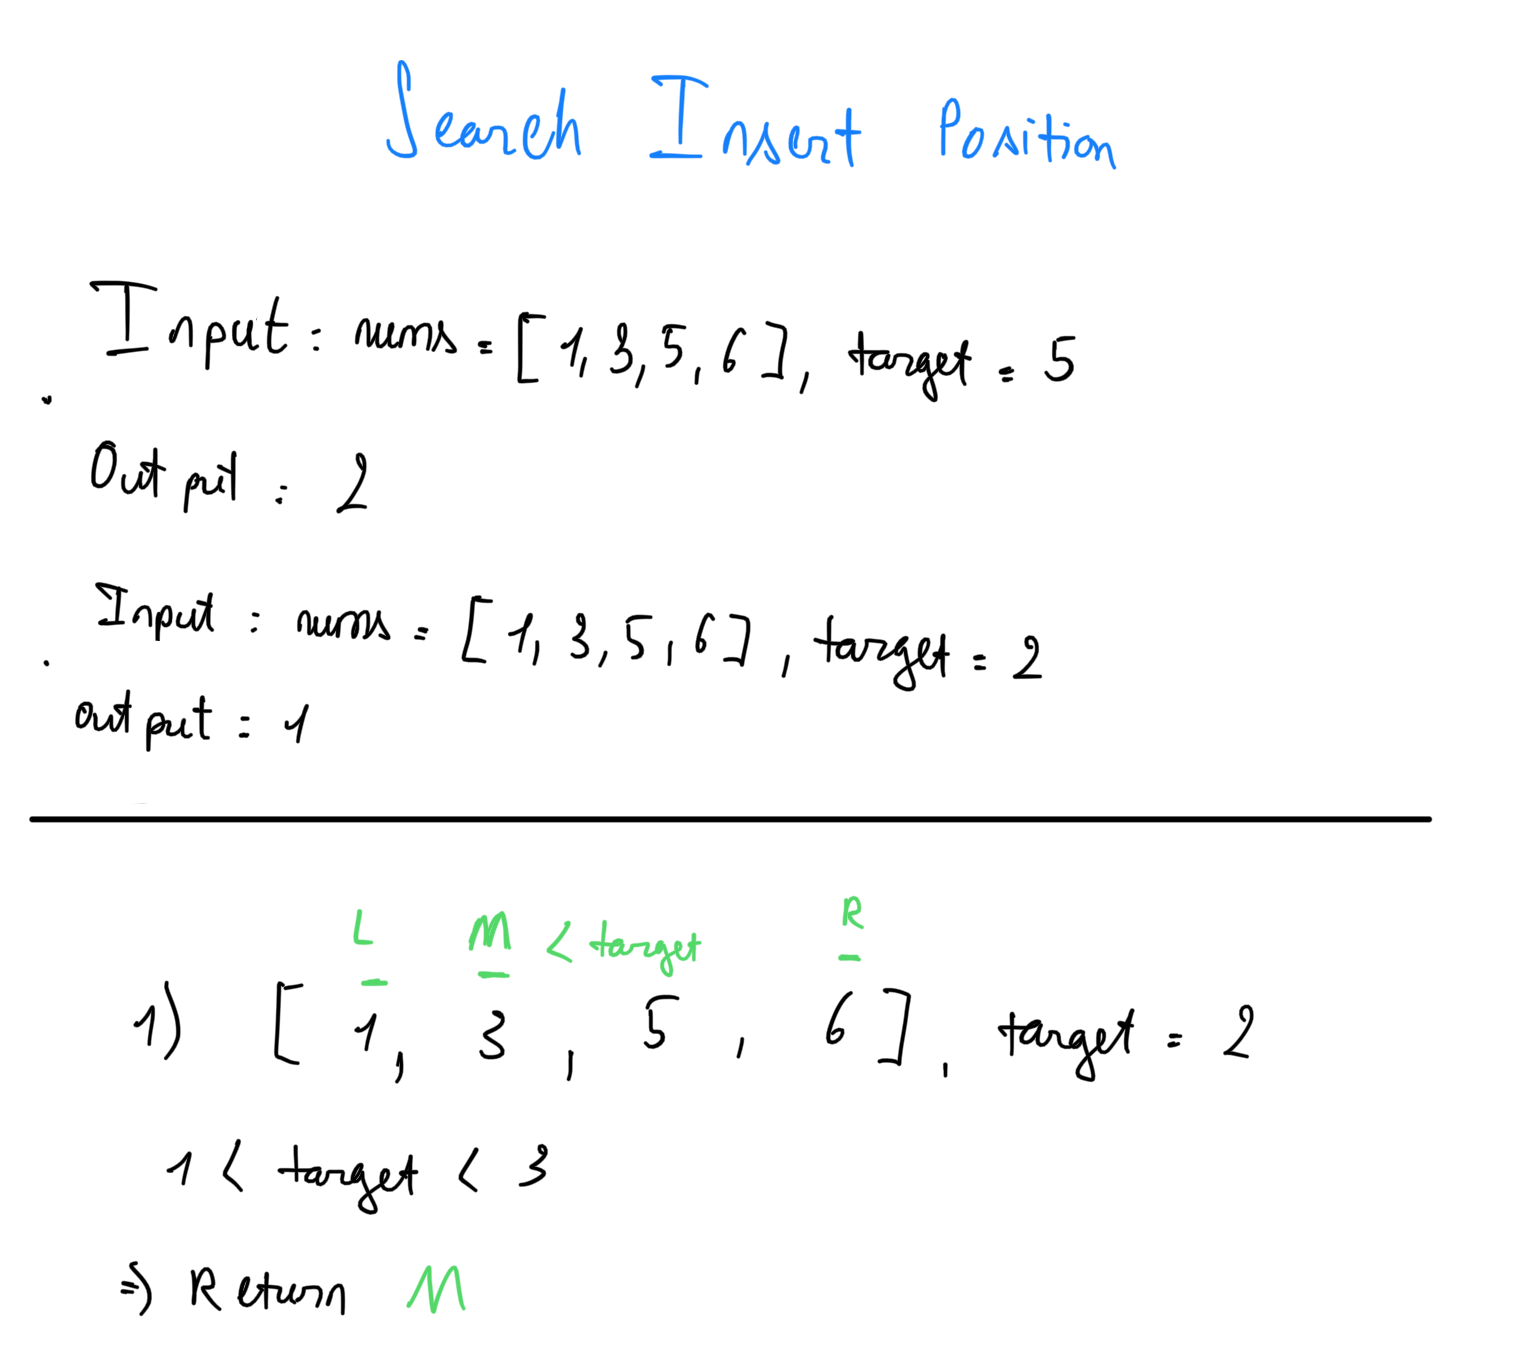 Search Insert Position
Input : nums = [1, 3, 5, 6], target = 5
Output : 2
Input : nums = [1, 3, 5, 6], target = 2
output = 1
L M < target R
1) [ 1, 3, 5, 6], target = 2
1 < target < 3
⇒ Return M